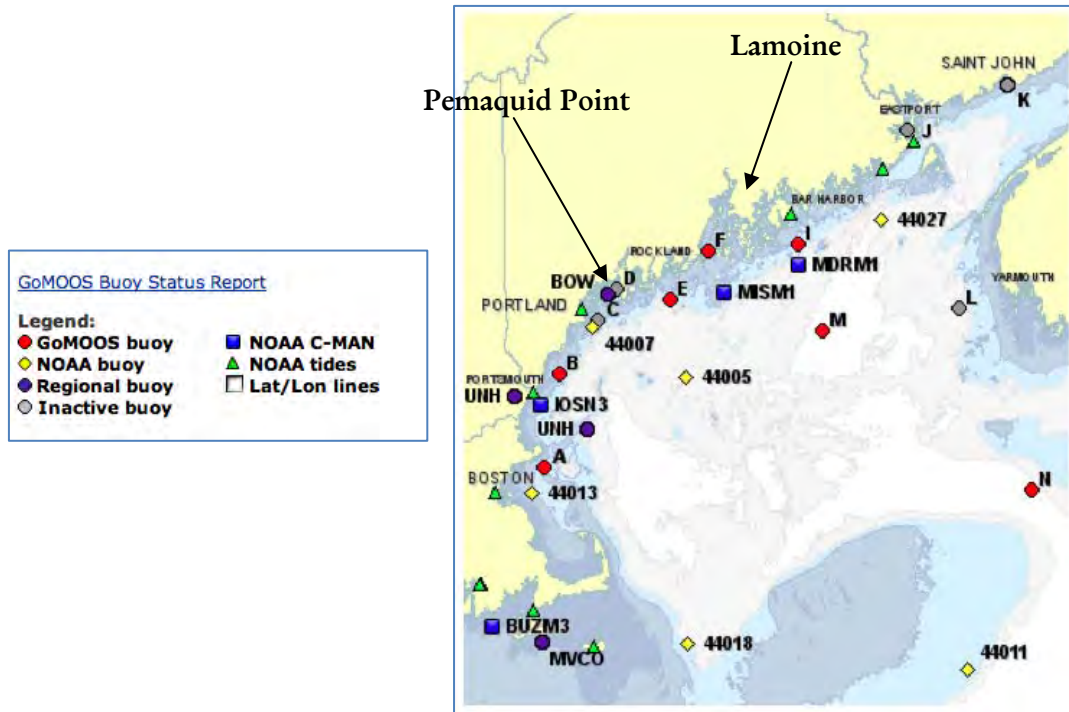 Lamoine
Pemaquid Point
SAINT JOHN
K
EASTPORT
J
BAR HARBOR
44027
F
I
ROCKLAND
MDRM1
BOW
D
E
MISM1
YARMOUTH
PORTLAND
C
L
M
44007
B
44005
PORTSMOUTH
UNH
IOSN3
UNH
A
BOSTON
N
44013
BUZM3
MVCO
44018
44011
GoMOOS Buoy Status Report
Legend:
GoMOOS buoy
NOAA C-MAN
NOAA buoy
NOAA tides
Regional buoy
Lat/Lon lines
Inactive buoy